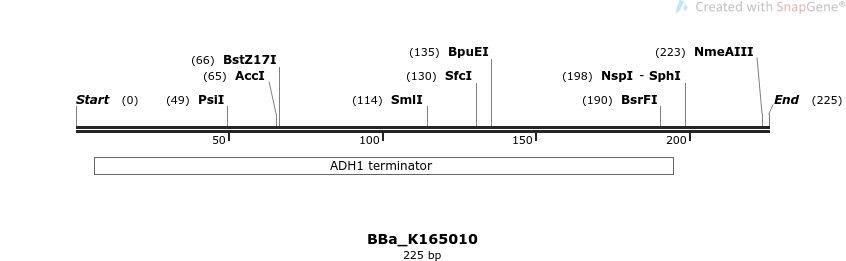 Created with SnapGene®
(135) BpuEI
(223) NmeAIII
(66) BstZ17I
(65) AccI
(130) SfcI
(198) NspI - SphI
Start (0)
(49) PsiI
(114) SmlI
(190) BsrFI
End (225)
50
100
150
200
ADH1 terminator
BBa_K165010
225 bp